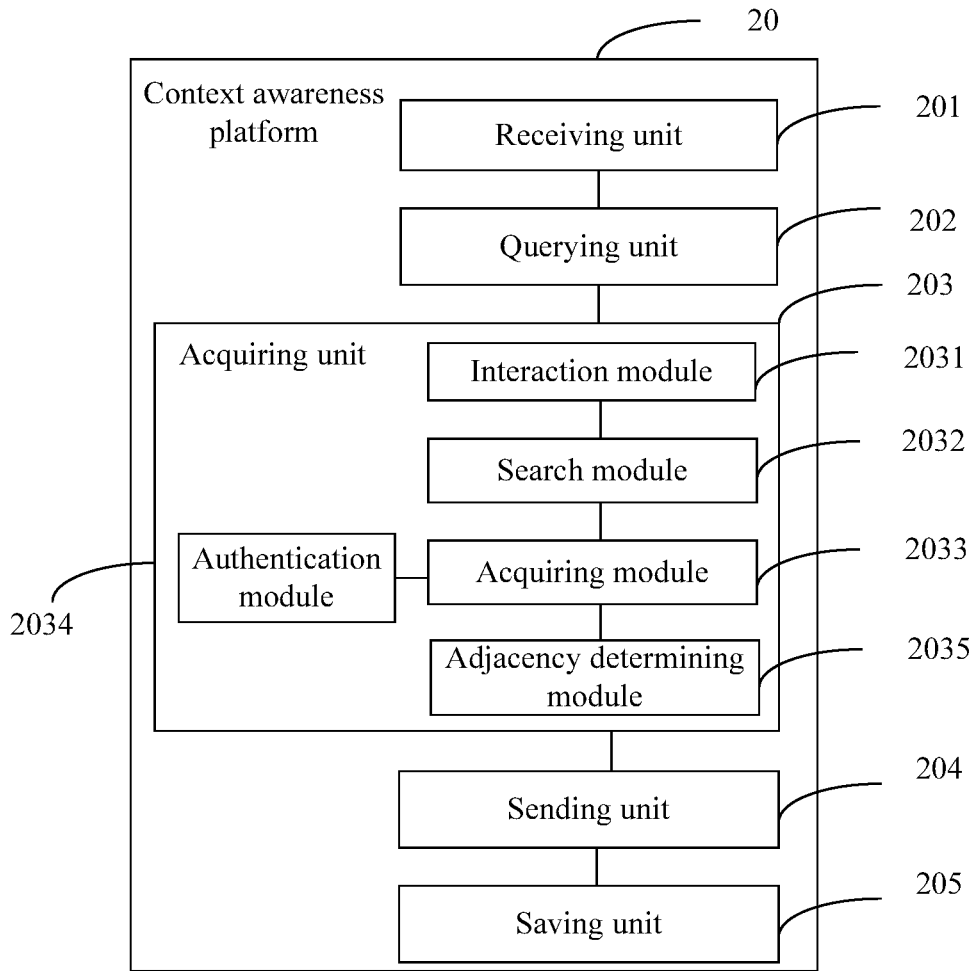 20
Context awareness
platform
Receiving unit
201
Querying unit
202
203
Acquiring unit
Interaction module
2031
Search module
2032
Authentication
module
Acquiring module
2033
2034
Adjacency determining
module
2035
Sending unit
204
Saving unit
205